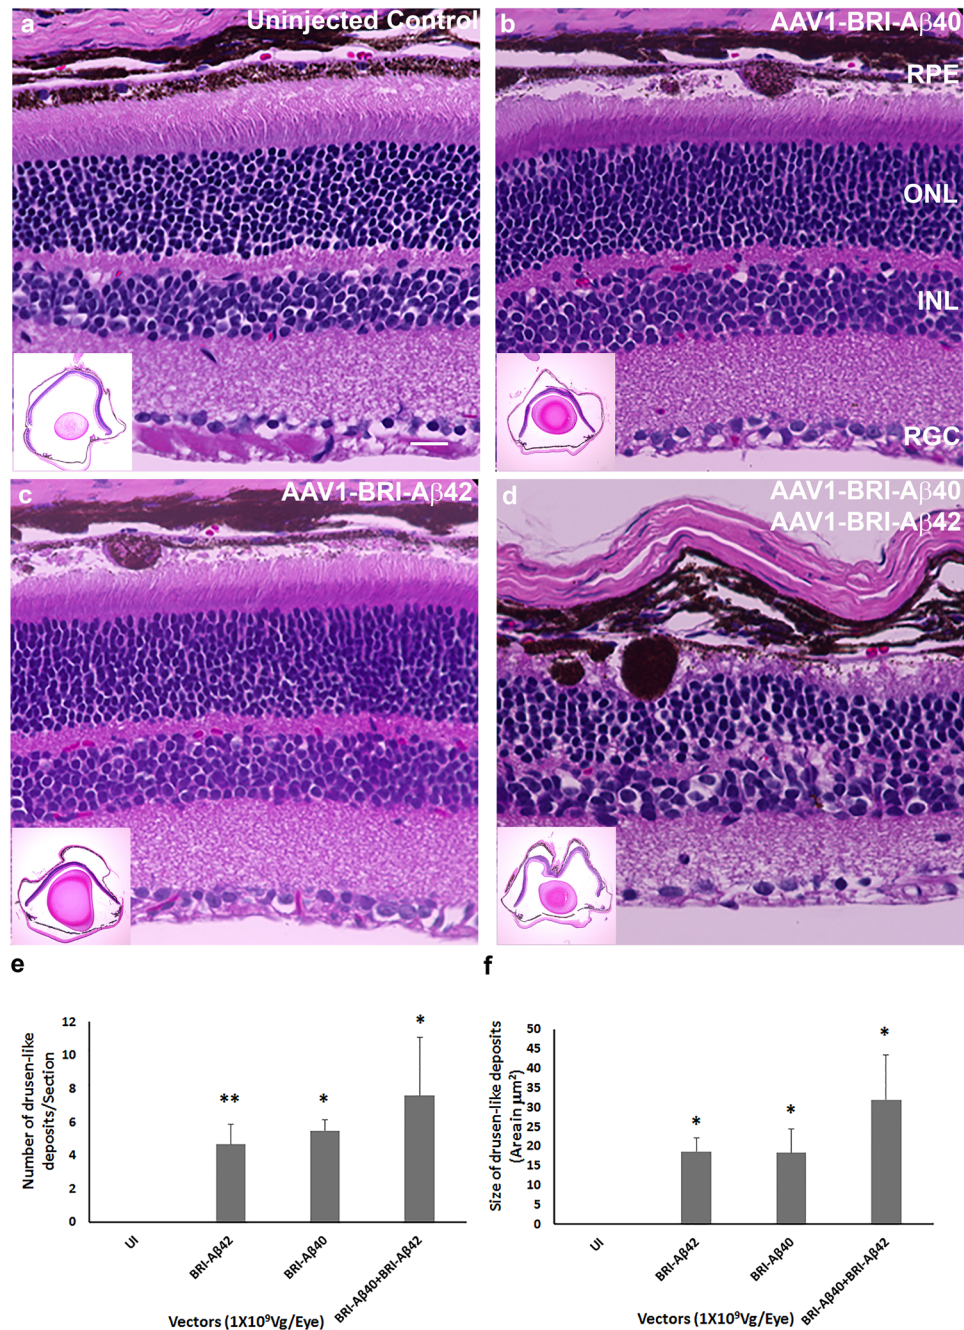 a
Uninjected Control
b
AAV1-BRI-Aβ40
RPE
ONL
INL
RGC
c
AAV1-BRI-Aβ42
d
AAV1-BRI-Aβ40
AAV1-BRI-Aβ42
e
Number of drusen-like
deposits/Section
12
10
8
6
4
2
0
**
*
*
UI
BRI-Aβ42
BRI-Aβ40
BRI-Aβ40+BRI-Aβ42
Vectors (1X10⁹Vg/Eye)
f
Size of drusen-like deposits
(Area in µm²)
50
45
40
35
30
25
20
15
10
5
0
*
*
*
UI
BRI-Aβ42
BRI-Aβ40
BRI-Aβ40+BRI-Aβ42
Vectors (1X10⁹Vg/Eye)